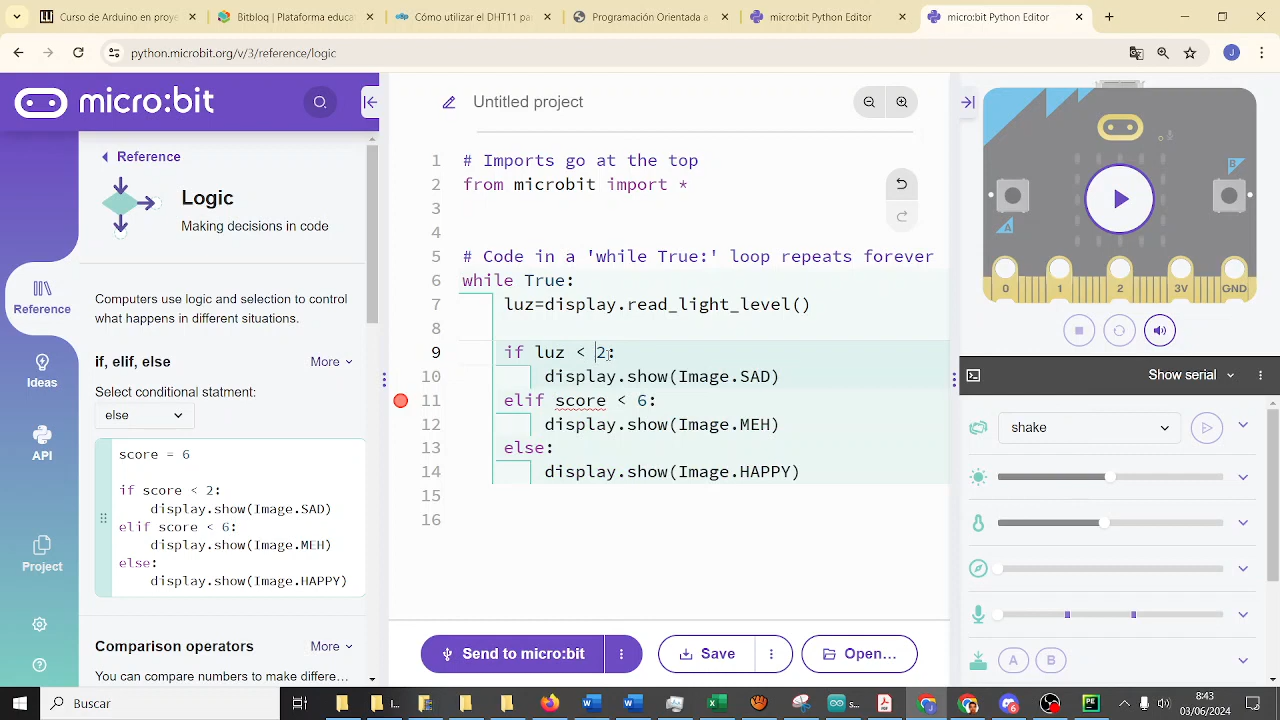 Curso de Arduino en proye
Bitbloq | Plataforma educa
Cómo utilizar el DHT11 pa
Programación Orientada a
micro:bit Python Editor
micro:bit Python Editor
python.microbit.org/v/3/reference/logic
J
micro:bit
Reference
Logic
Making decisions in code
Computers use logic and selection to control
what happens in different situations.
if, elif, else
More
Select conditional statment:
else
score = 6
if score < 2:
display.show(Image.SAD)
elif score < 6:
display.show(Image.MEH)
else:
display.show(Image.HAPPY)
Comparison operators
More
You can compare numbers to make different
Reference
Ideas
API
Project
Untitled project
1 # Imports go at the top
2 from microbit import *
3
4
5 # Code in a 'while True:' loop repeats forever
6 while True:
7 luz=display.read_light_level()
8
9 if luz < 2:
10 display.show(Image.SAD)
11 elif score < 6:
12 display.show(Image.MEH)
13 else:
14 display.show(Image.HAPPY)
15
16
Send to micro:bit
Save
Open...
A
B
0 1 2 3V GND
Show serial
shake
A B
Buscar
6:43
03/06/2024